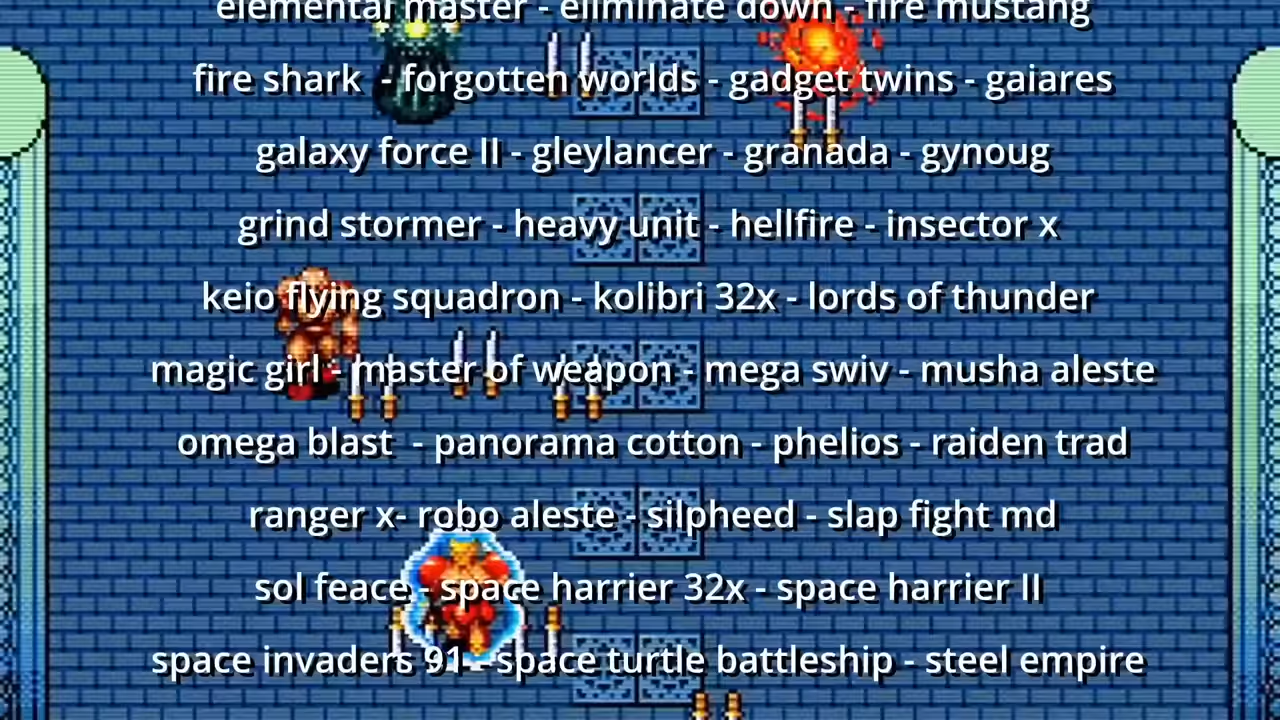 elemental master - eliminate down - fire mustang
fire shark - forgotten worlds - gadget twins - gaiares
galaxy force II - gleylancer - granada - gynoug
grind stormer - heavy unit - hellfire - insector x
keio flying squadron - kolibri 32x - lords of thunder
magic girl - master of weapon - mega swiv - musha aleste
omega blast - panorama cotton - phelios - raiden trad
ranger x- robo aleste - silpheed - slap fight md
sol feace - space harrier 32x - space harrier II
space invaders 91 - space turtle battleship - steel empire